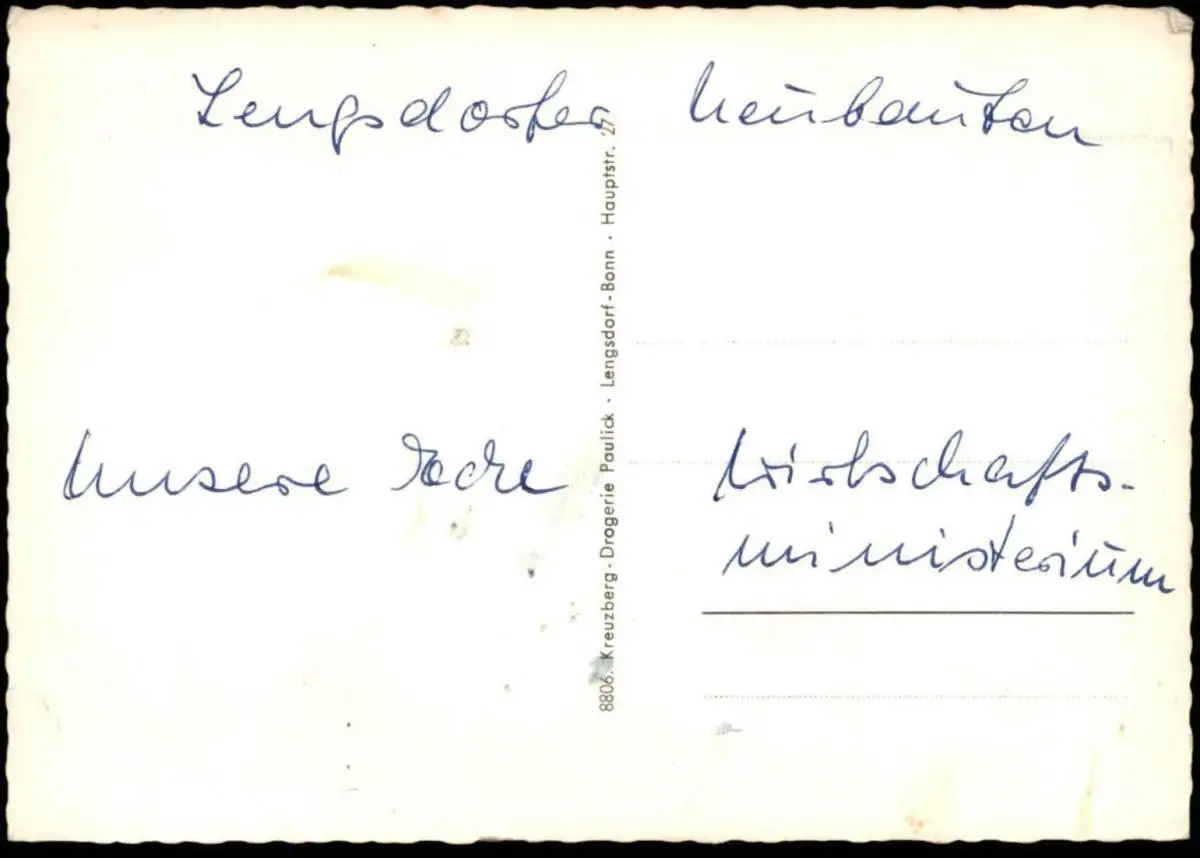 Lengsdorfer Neubauten
Unsere Ecke
Wirtschafts-
ministerium
8806. Kreuzberg-Drogerie Paulick · Lengsdorf-Bonn · Hauptstr. 27